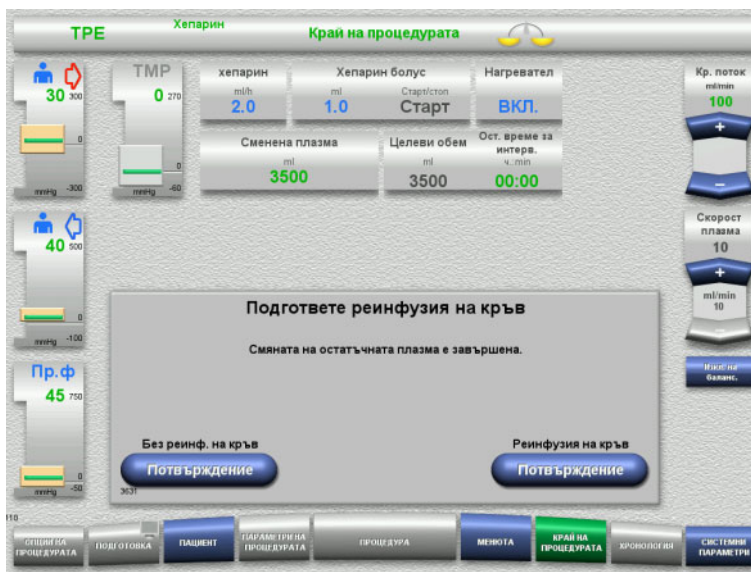 TPE
Хепарин
Край на процедурата
30 300
0
-300
mmHg
TMP
0 270
0
-60
mmHg
хепарин
ml/h
2.0
Хепарин болус
ml
1.0
Старт/стоп
Старт
Нагревател
ВКЛ.
Сменена плазма
ml
3500
Целеви обем
ml
3500
Ост. време за
интерв.
ч.:min
00:00
Кр. поток
ml/min
100
+
–
40 500
0
-100
mmHg
Скорост
плазма
10
+
ml/min
10
–
баланс.
Пр.ф
45 750
0
-50
mmHg
Подгответе реинфузия на кръв
Смяната на остатъчната плазма е завършена.
Без реинф. на кръв
Потвърждение
Реинфузия на кръв
Потвърждение
3631
110
ОПЦИИ НА
ПРОЦЕДУРАТА
ПОДГОТОВКА
ПАЦИЕНТ
ПАРАМЕТРИ НА
ПРОЦЕДУРАТА
ПРОЦЕДУРА
МЕНЮТА
КРАЙ НА
ПРОЦЕДУРАТА
ХРОНОЛОГИЯ
СИСТЕМНИ
ПАРАМЕТРИ